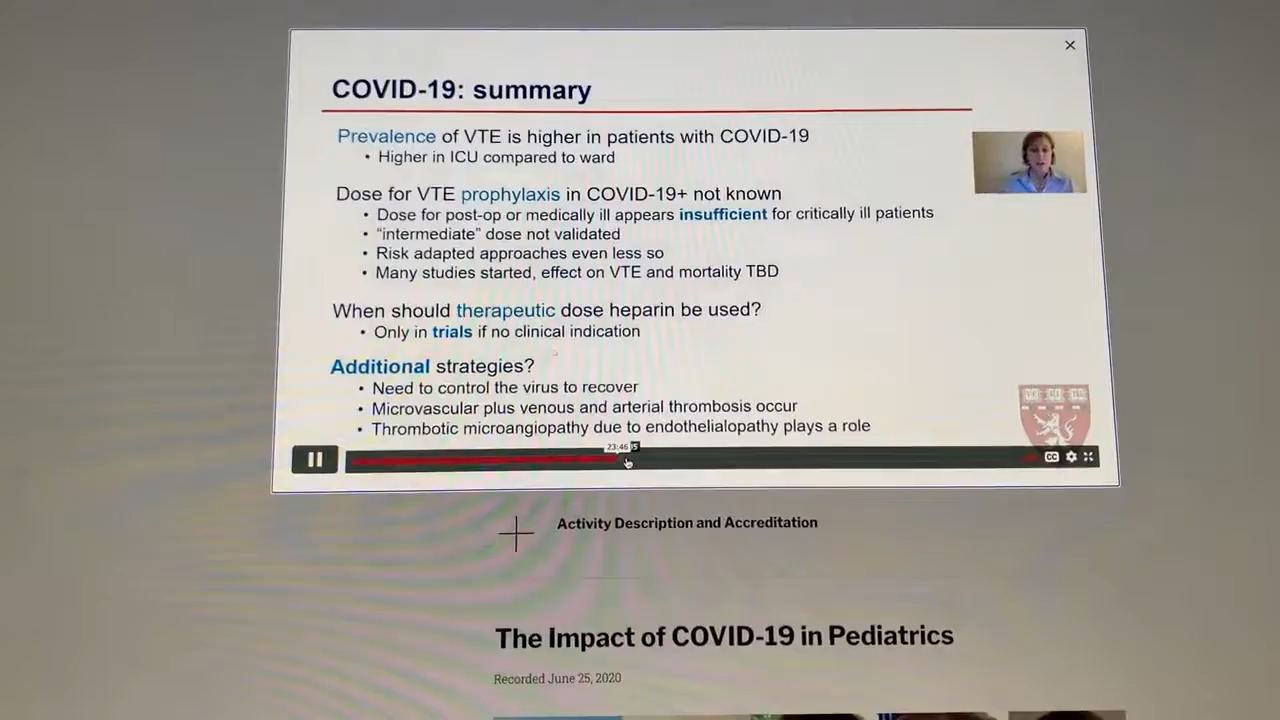 COVID-19: summary
Prevalence of VTE is higher in patients with COVID-19
• Higher in ICU compared to ward
Dose for VTE prophylaxis in COVID-19+ not known
• Dose for post-op or medically ill appears insufficient for critically ill patients
• “intermediate” dose not validated
• Risk adapted approaches even less so
• Many studies started, effect on VTE and mortality TBD
When should therapeutic dose heparin be used?
• Only in trials if no clinical indication
Additional strategies?
• Need to control the virus to recover
• Microvascular plus venous and arterial thrombosis occur
• Thrombotic microangiopathy due to endothelialopathy plays a role
23:46
CC
Activity Description and Accreditation
The Impact of COVID-19 in Pediatrics
Recorded June 25, 2020